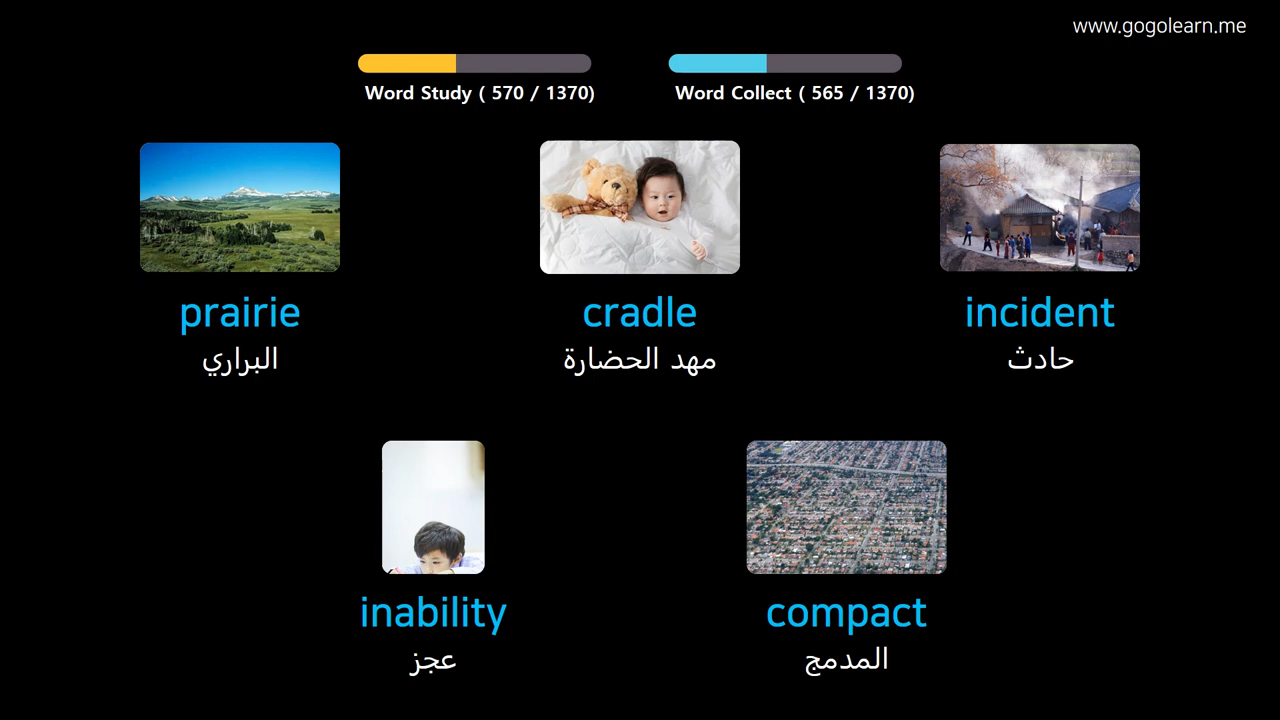 www.gogolearn.me
Word Study ( 570 / 1370)
Word Collect ( 565 / 1370)
prairie
البراري
cradle
مهد الحضارة
incident
حادث
inability
عجز
compact
المدمج